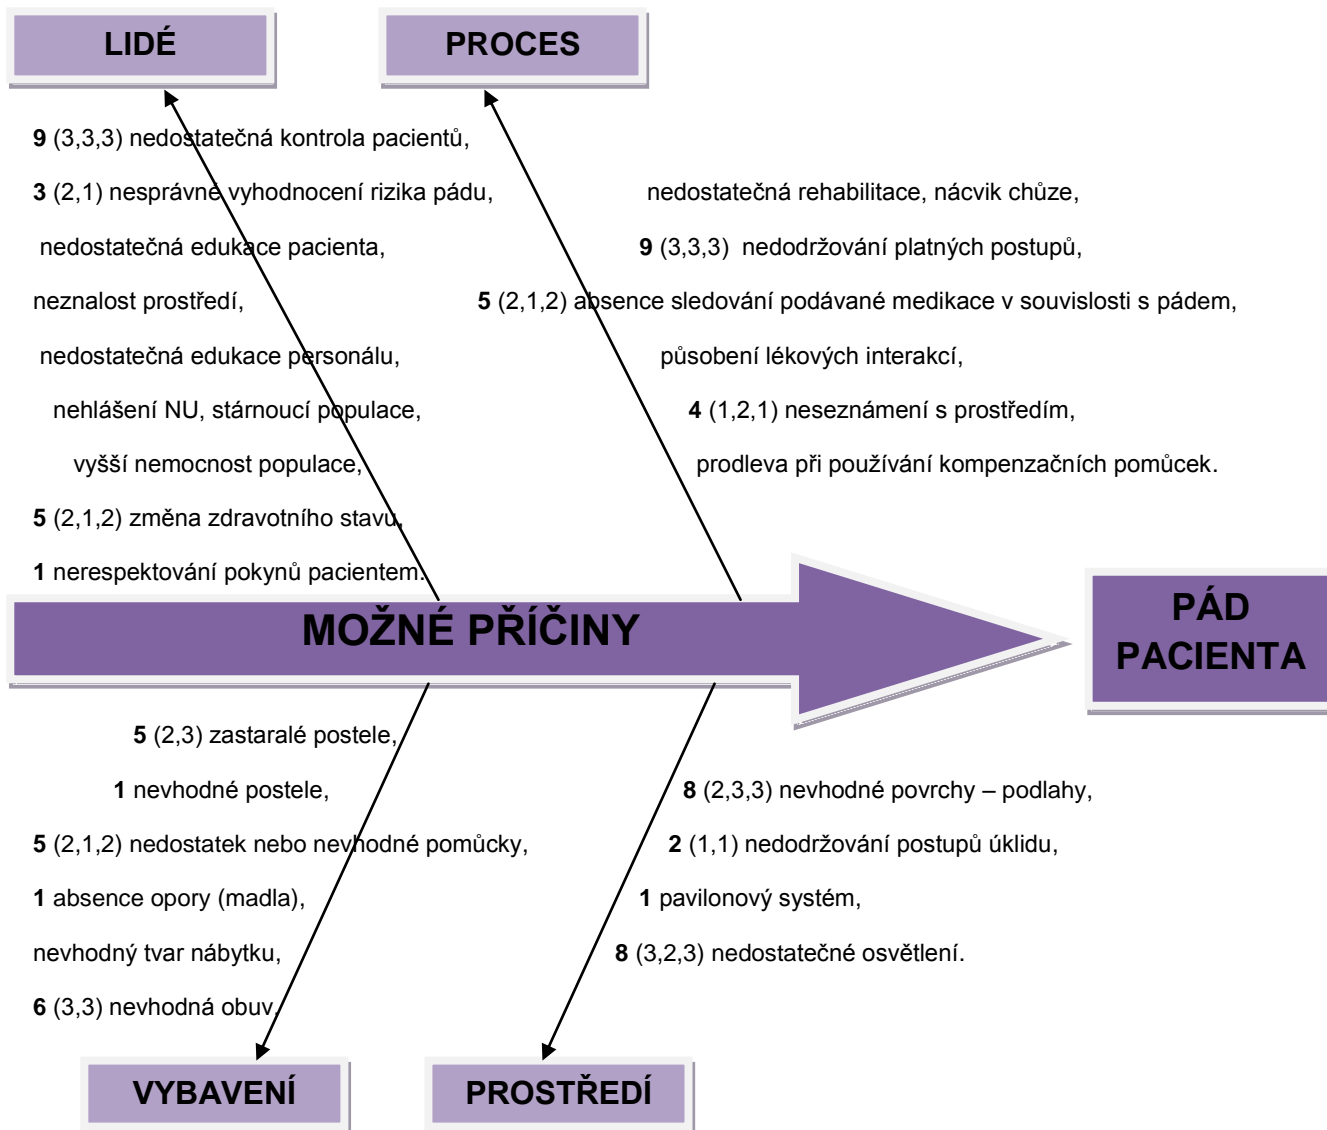 LIDÉ
PROCES
9 (3,3,3) nedostatečná kontrola pacientů,
3 (2,1) nesprávné vyhodnocení rizika pádu,
nedostatečná edukace pacienta,
neznalost prostředí,
nedostatečná edukace personálu,
nehlášení NU, stárnoucí populace,
vyšší nemocnost populace,
5 (2,1,2) změna zdravotního stavu,
1 nerespektování pokynů pacientem.
nedostatečná rehabilitace, nácvik chůze,
9 (3,3,3) nedodržování platných postupů,
5 (2,1,2) absence sledování podávané medikace v souvislosti s pádem,
působení lékových interakcí,
4 (1,2,1) neseznámení s prostředím,
prodleva při používání kompenzačních pomůcek.
MOŽNÉ PŘÍČINY
PÁD
PACIENTA
5 (2,3) zastaralé postele,
1 nevhodné postele,
5 (2,1,2) nedostatek nebo nevhodné pomůcky,
1 absence opory (madla),
nevhodný tvar nábytku,
6 (3,3) nevhodná obuv.
8 (2,3,3) nevhodné povrchy – podlahy,
2 (1,1) nedodržování postupů úklidu,
1 pavilonový systém,
8 (3,2,3) nedostatečné osvětlení.
VYBAVENÍ
PROSTŘEDÍ